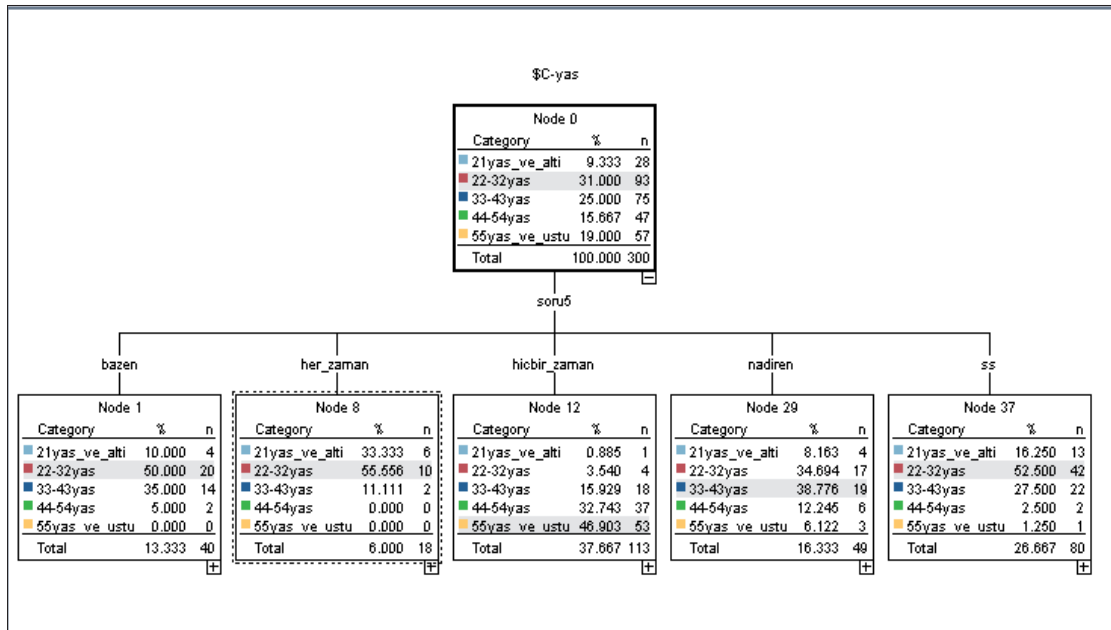 $C-yas
Node 0
Category % n
21yas_ve_alti 9.333 28
22-32yas 31.000 93
33-43yas 25.000 75
44-54yas 15.667 47
55yas_ve_ustu 19.000 57
Total 100.000 300
soru5
bazen
Node 1
Category % n
21yas_ve_alti 10.000 4
22-32yas 50.000 20
33-43yas 35.000 14
44-54yas 5.000 2
55yas_ve_ustu 0.000 0
Total 13.333 40
her_zaman
Node 8
Category % n
21yas_ve_alti 33.333 6
22-32yas 55.556 10
33-43yas 11.111 2
44-54yas 0.000 0
55yas_ve_ustu 0.000 0
Total 6.000 18
hicbir_zaman
Node 12
Category % n
21yas_ve_alti 0.885 1
22-32yas 3.540 4
33-43yas 15.929 18
44-54yas 32.743 37
55yas_ve_ustu 46.903 53
Total 37.667 113
nadiren
Node 29
Category % n
21yas_ve_alti 8.163 4
22-32yas 34.694 17
33-43yas 38.776 19
44-54yas 12.245 6
55yas_ve_ustu 6.122 3
Total 16.333 49
ss
Node 37
Category % n
21yas_ve_alti 16.250 13
22-32yas 52.500 42
33-43yas 27.500 22
44-54yas 2.500 2
55yas_ve_ustu 1.250 1
Total 26.667 80